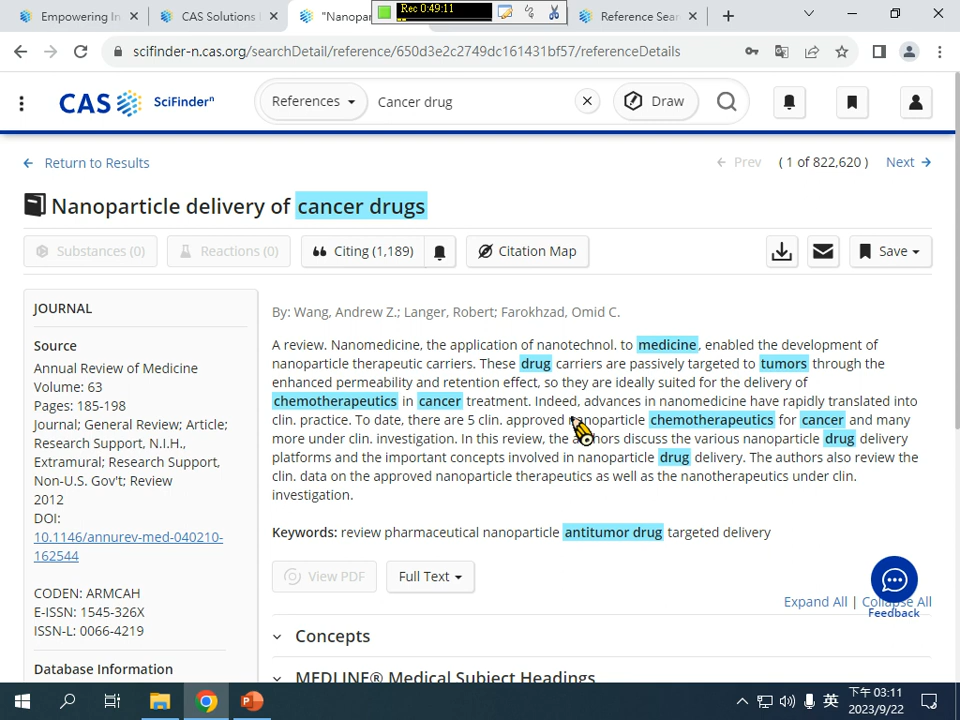 Empowering In
CAS Solutions
"Nanopar
Rec 0:49:11
Reference Sear
scifinder-n.cas.org/searchDetail/reference/650d3e2c2749dc161431bf57/referenceDetails
CAS SciFinderⁿ
References
Cancer drug
Draw
Return to Results
Prev ( 1 of 822,620 ) Next
Nanoparticle delivery of cancer drugs
Substances (0)
Reactions (0)
Citing (1,189)
Citation Map
Save
JOURNAL
Source
Annual Review of Medicine
Volume: 63
Pages: 185-198
Journal; General Review; Article;
Research Support, N.I.H.,
Extramural; Research Support,
Non-U.S. Gov't; Review
2012
DOI:
10.1146/annurev-med-040210-
162544
CODEN: ARMCAH
E-ISSN: 1545-326X
ISSN-L: 0066-4219
Database Information
By: Wang, Andrew Z.; Langer, Robert; Farokhzad, Omid C.
A review. Nanomedicine, the application of nanotechnol. to medicine, enabled the development of
nanoparticle therapeutic carriers. These drug carriers are passively targeted to tumors through the
enhanced permeability and retention effect, so they are ideally suited for the delivery of
chemotherapeutics in cancer treatment. Indeed, advances in nanomedicine have rapidly translated into
clin. practice. To date, there are 5 clin. approved nanoparticle chemotherapeutics for cancer and many
more under clin. investigation. In this review, the authors discuss the various nanoparticle drug delivery
platforms and the important concepts involved in nanoparticle drug delivery. The authors also review the
clin. data on the approved nanoparticle therapeutics as well as the nanotherapeutics under clin.
investigation.
Keywords: review pharmaceutical nanoparticle antitumor drug targeted delivery
View PDF
Full Text
Feedback
Expand All | Collapse All
Concepts
MEDLINE® Medical Subject Headings
英
下午 03:11
2023/9/22